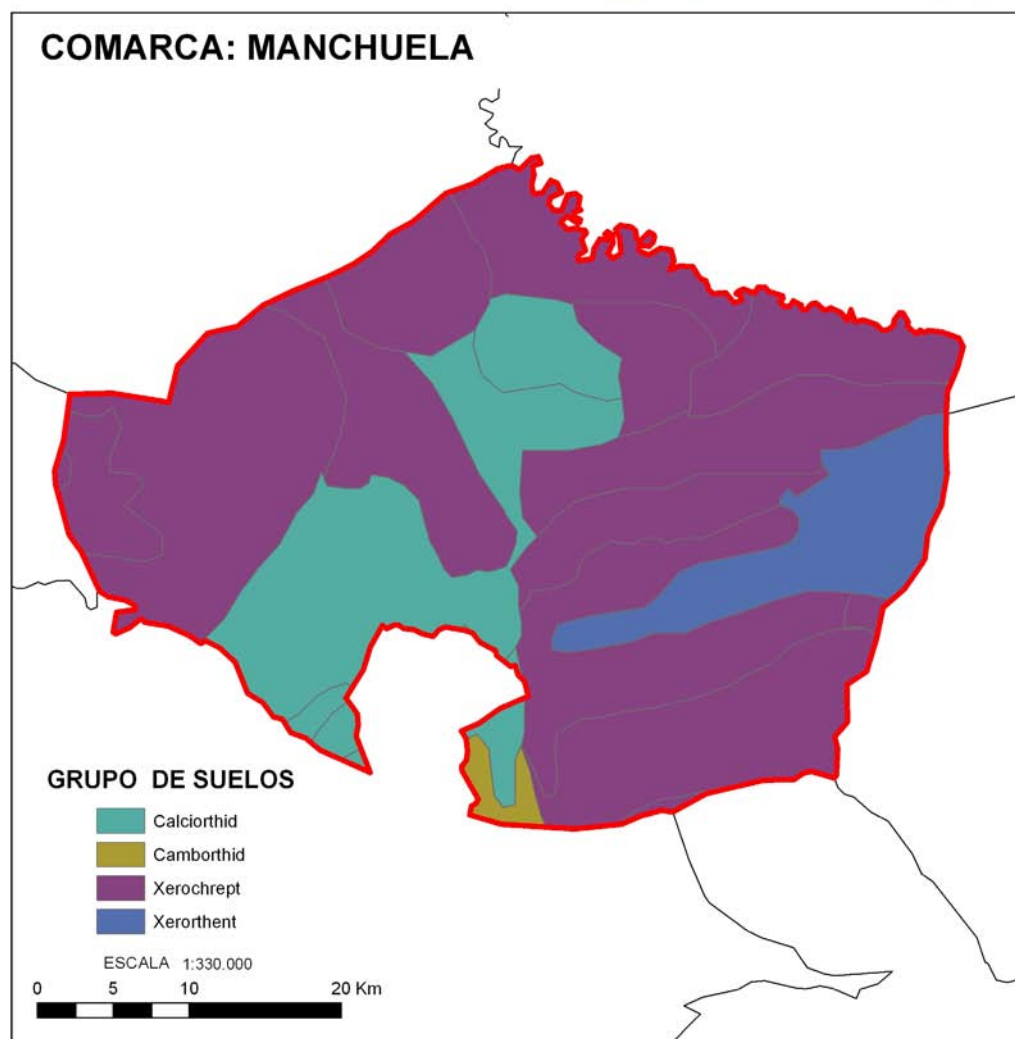 COMARCA: MANCHUELA
GRUPO DE SUELOS
Calciorthid
Camborthid
Xerochrept
Xerorthent
ESCALA 1:330.000
0 5 10 20 Km